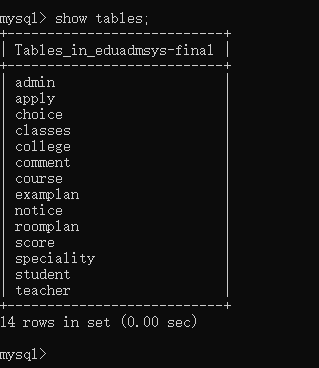 mysql> show tables;
+---------------------------+
| Tables_in_eduadmsys-final |
+---------------------------+
| admin                     |
| apply                     |
| choice                    |
| classes                   |
| college                   |
| comment                   |
| course                    |
| examplan                  |
| notice                    |
| roomplan                  |
| score                     |
| speciality                |
| student                   |
| teacher                   |
+---------------------------+
14 rows in set (0.00 sec)
mysql>